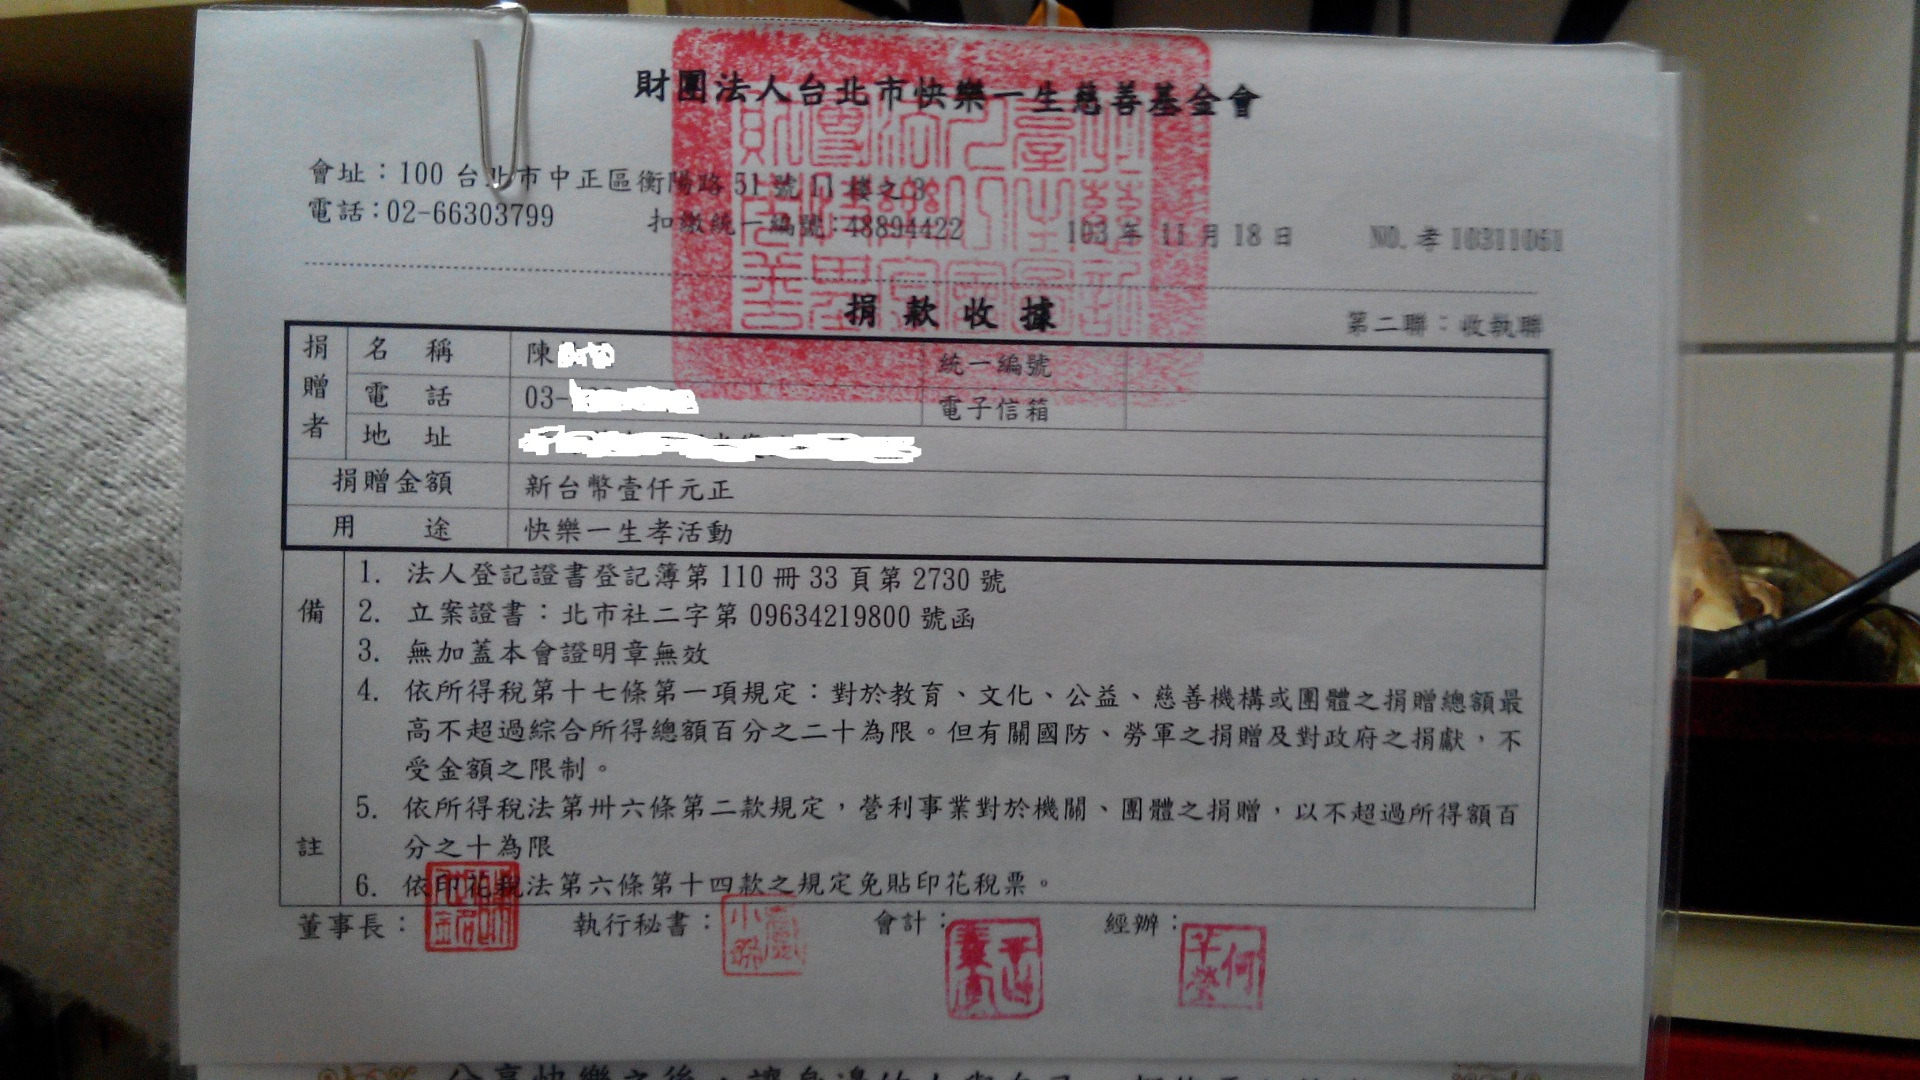 財團法人台北市快樂一生慈善基金會
會址：100 台北市中正區衡陽路 51 號 11 樓之 3
電話：02-66303799 扣繳統一編號：48894422 103 年 11 月 18 日 NO. 孝 10311061
捐款收據
第二聯：收執聯
捐贈者 名稱 陳 統一編號
電話 03- 電子信箱
地址
捐贈金額 新台幣壹仟元正
用途 快樂一生孝活動
備註
1. 法人登記證書登記簿第 110 冊 33 頁第 2730 號
2. 立案證書：北市社二字第 09634219800 號函
3. 無加蓋本會證明章無效
4. 依所得稅第十七條第一項規定：對於教育、文化、公益、慈善機構或團體之捐贈總額最
高不超過綜合所得總額百分之二十為限。但有關國防、勞軍之捐贈及對政府之捐獻，不
受金額之限制。
5. 依所得稅法第卅六條第二款規定，營利事業對於機關、團體之捐贈，以不超過所得額百
分之十為限
6. 依印花稅法第六條第十四款之規定免貼印花稅票。
董事長： 執行秘書： 會計： 經辦：